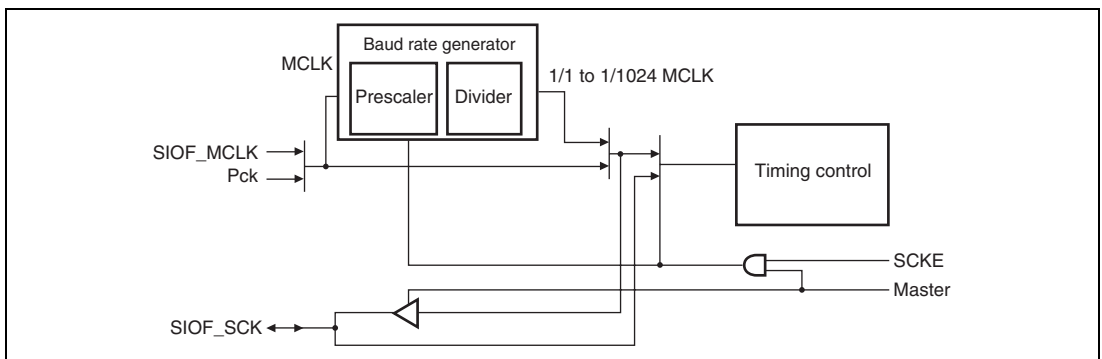 Baud rate generator
MCLK
1/1 to 1/1024 MCLK
Prescaler
Divider
SIOF_MCLK
Pck
Timing control
SCKE
Master
SIOF_SCK